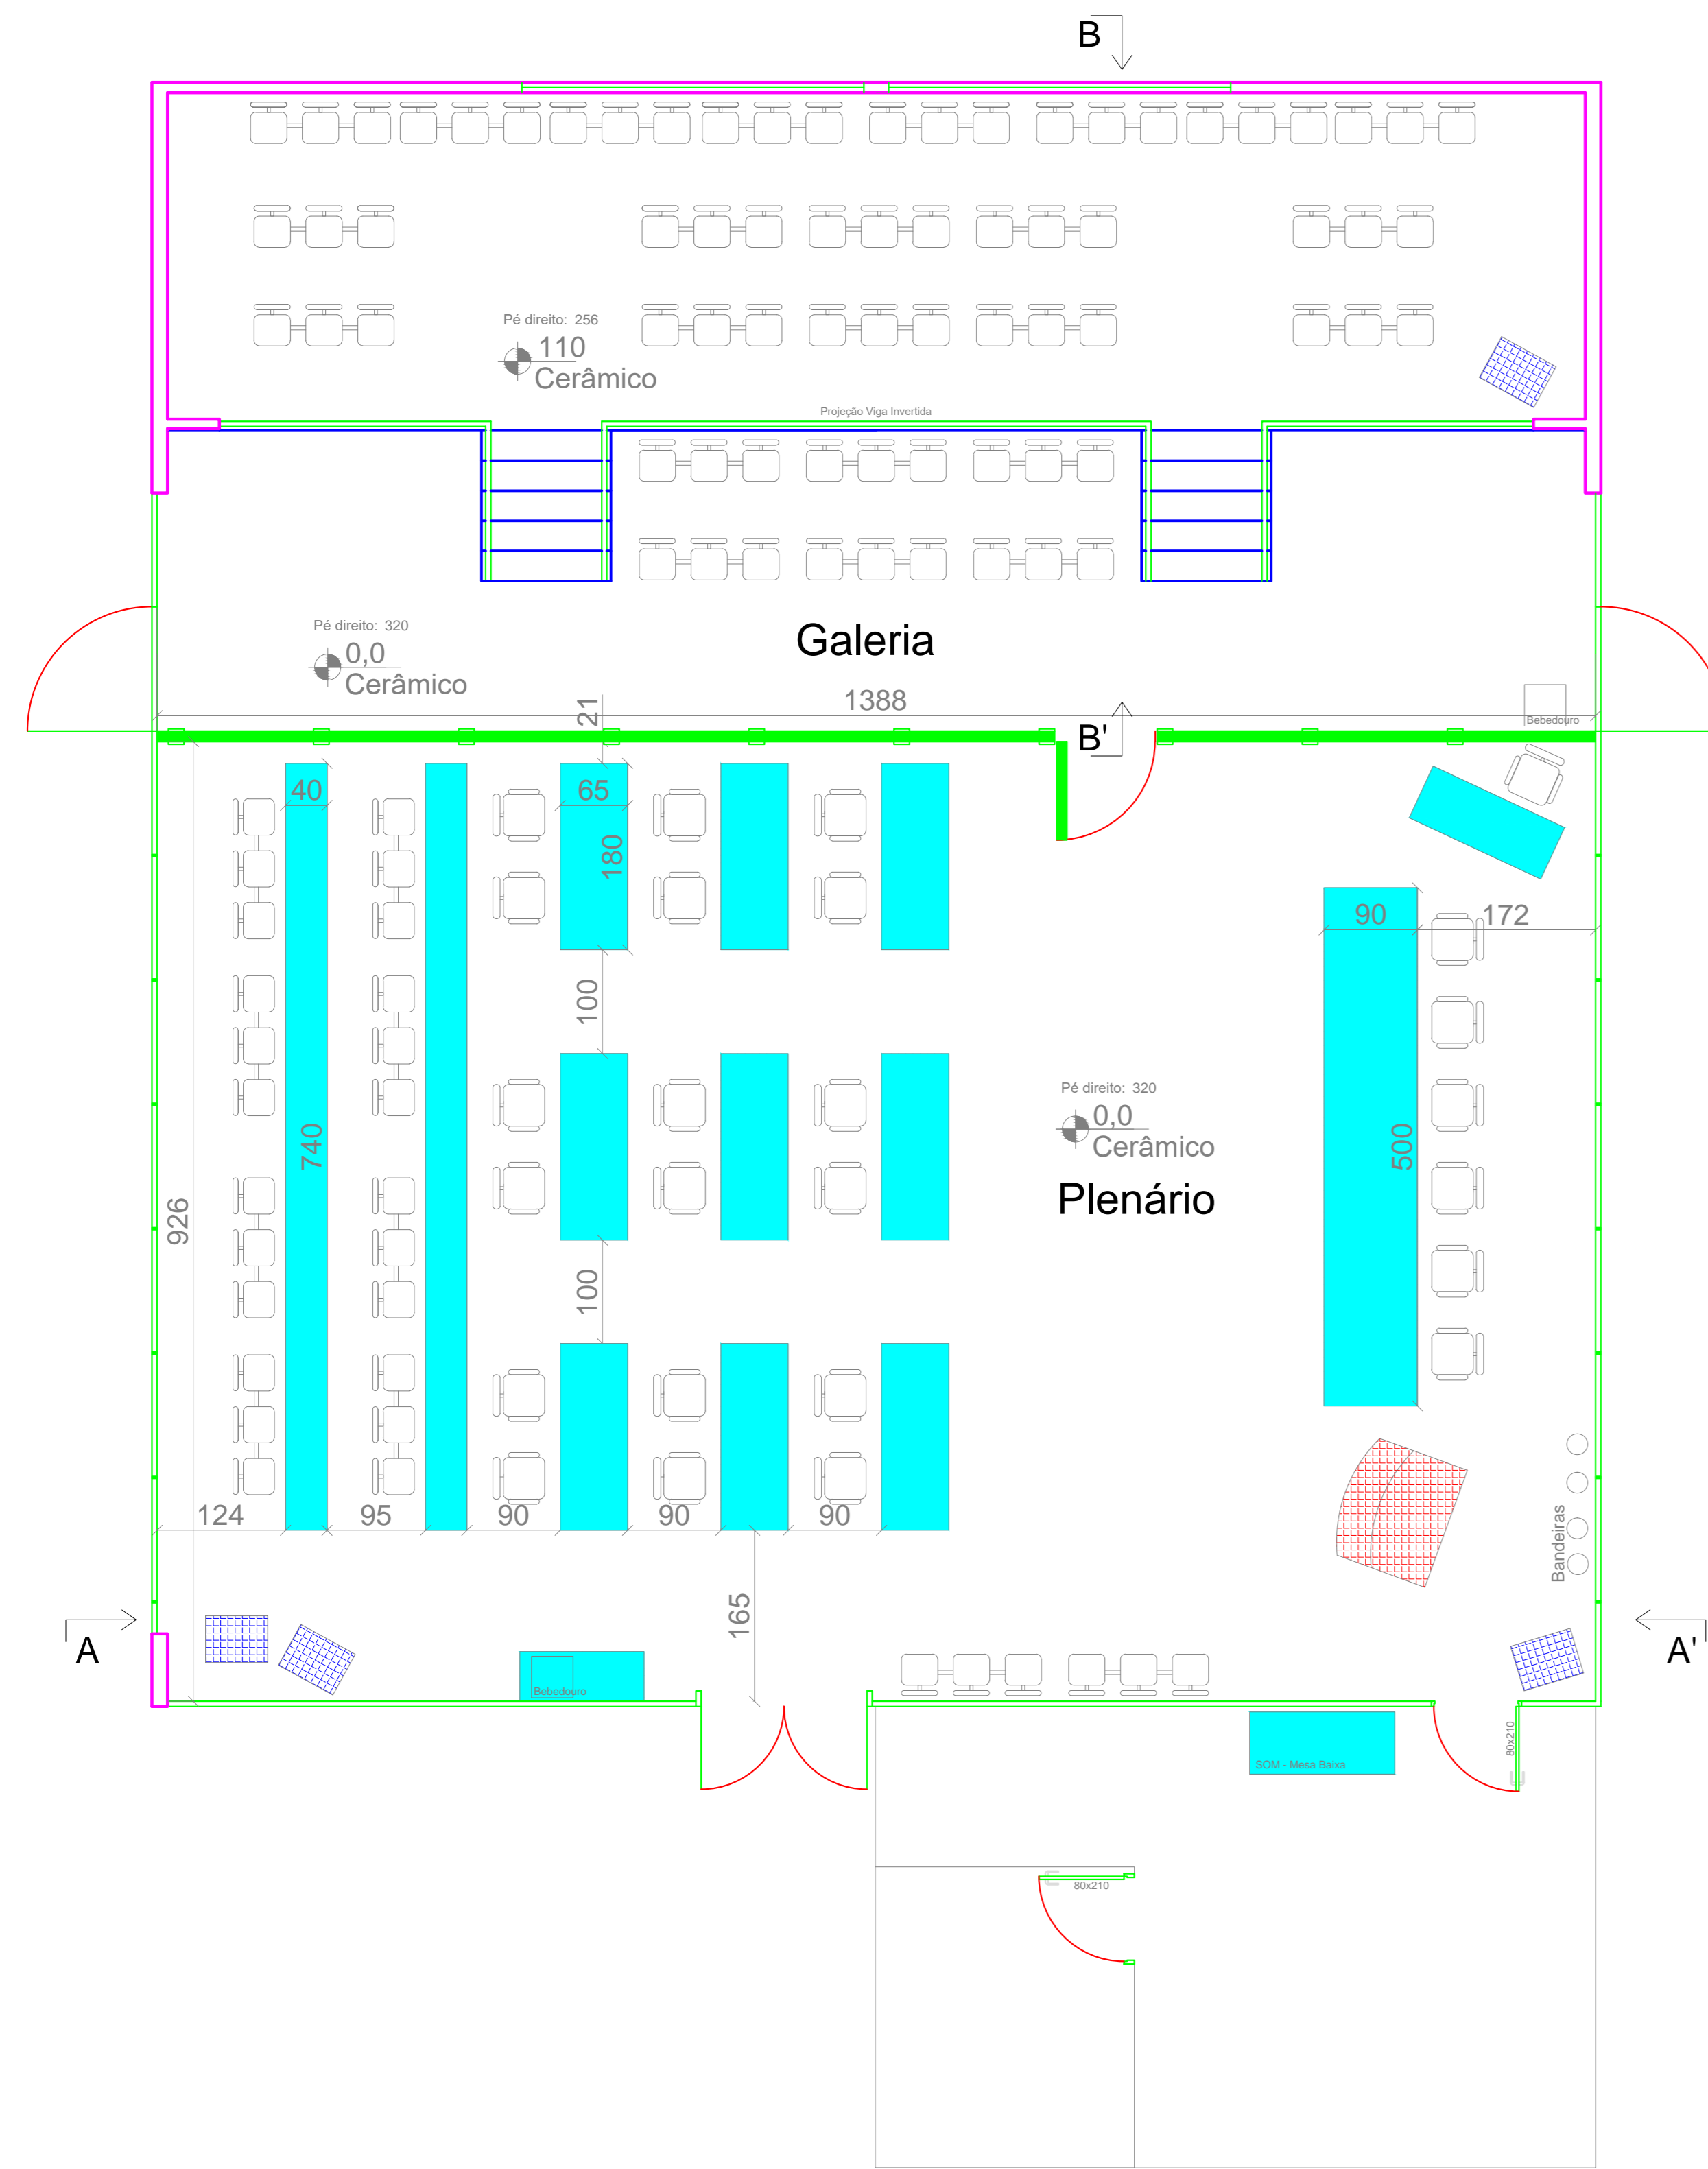 B
Pé direito: 256
110
Cerâmico
Projeção Viga Invertida
Pé direito: 320
0,0
Cerâmico
Galeria
21
1388
B'
Bebedouro
40
65
180
90
172
100
Pé direito: 320
0,0
Cerâmico
Plenário
740
500
926
100
124
95
90
90
90
Bandeiras
165
A
A'
Bebedouro
SOM - Mesa Baixa
80x210
80x210